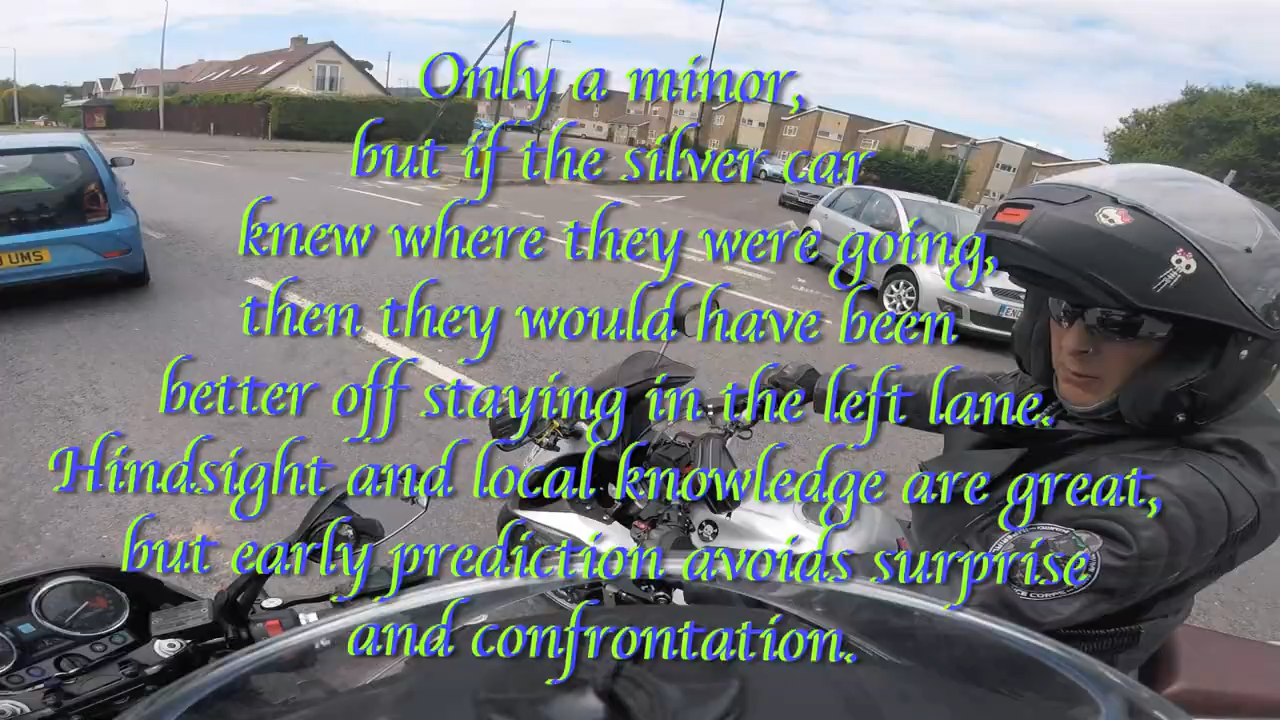 Only a minor,
but if the silver car
knew where they were going,
then they would have been
better off staying in the left lane.
Hindsight and local knowledge are great,
but early prediction avoids surprise
and confrontation.
UMS